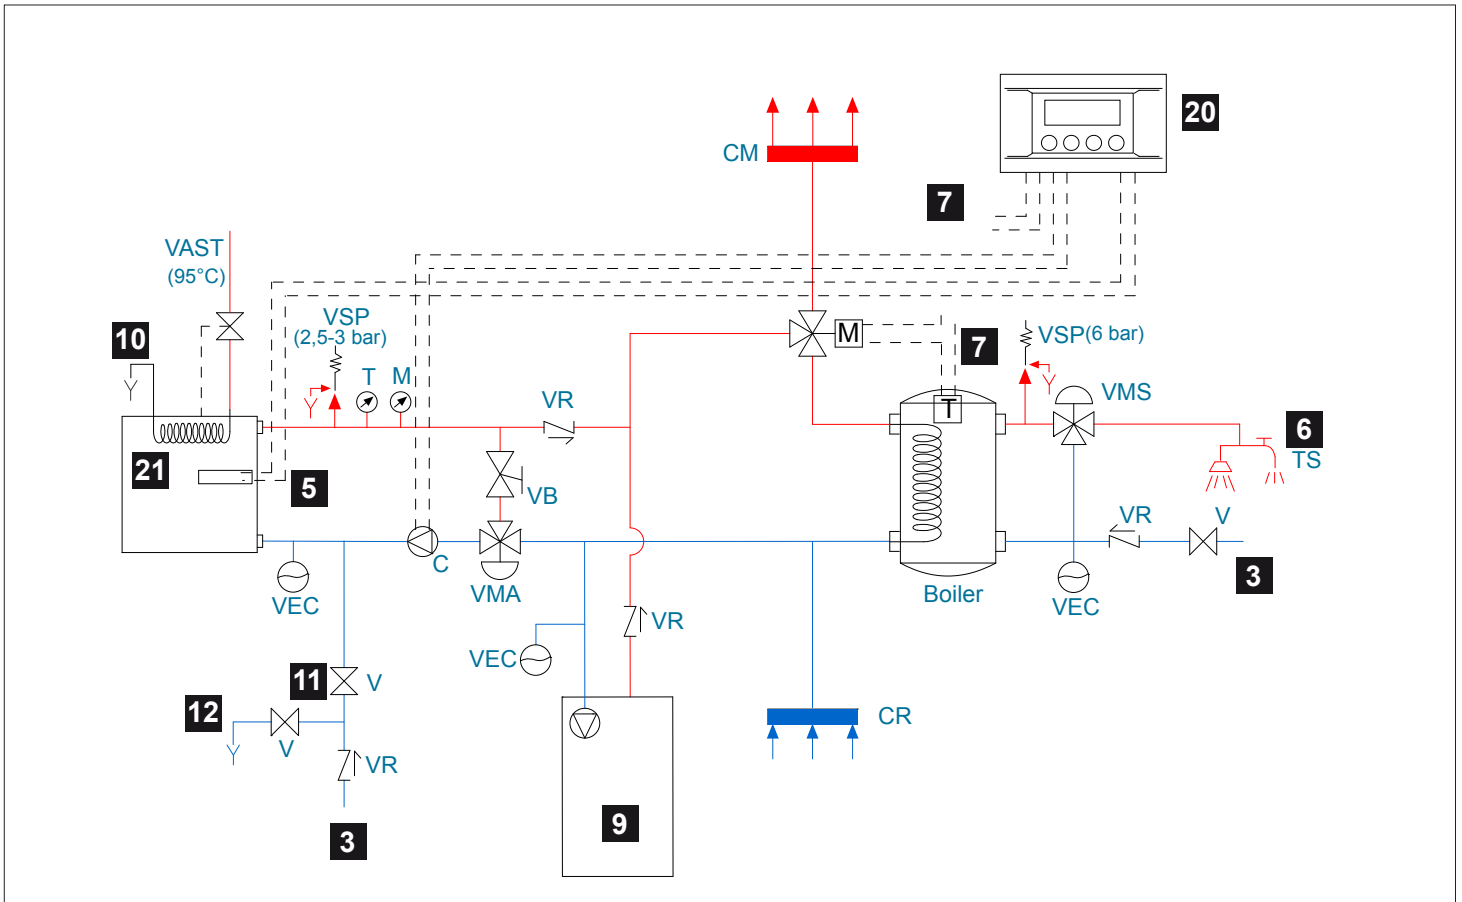 20
CM
7
VAST
(95°C)
VSP
(2,5-3 bar)
10
T
M
M
7
VSP(6 bar)
VMS
VR
T
6
TS
21
5
VB
VR
V
C
VMA
VEC
Boiler
VEC
3
VR
VEC
11
V
12
V
CR
VR
9
3